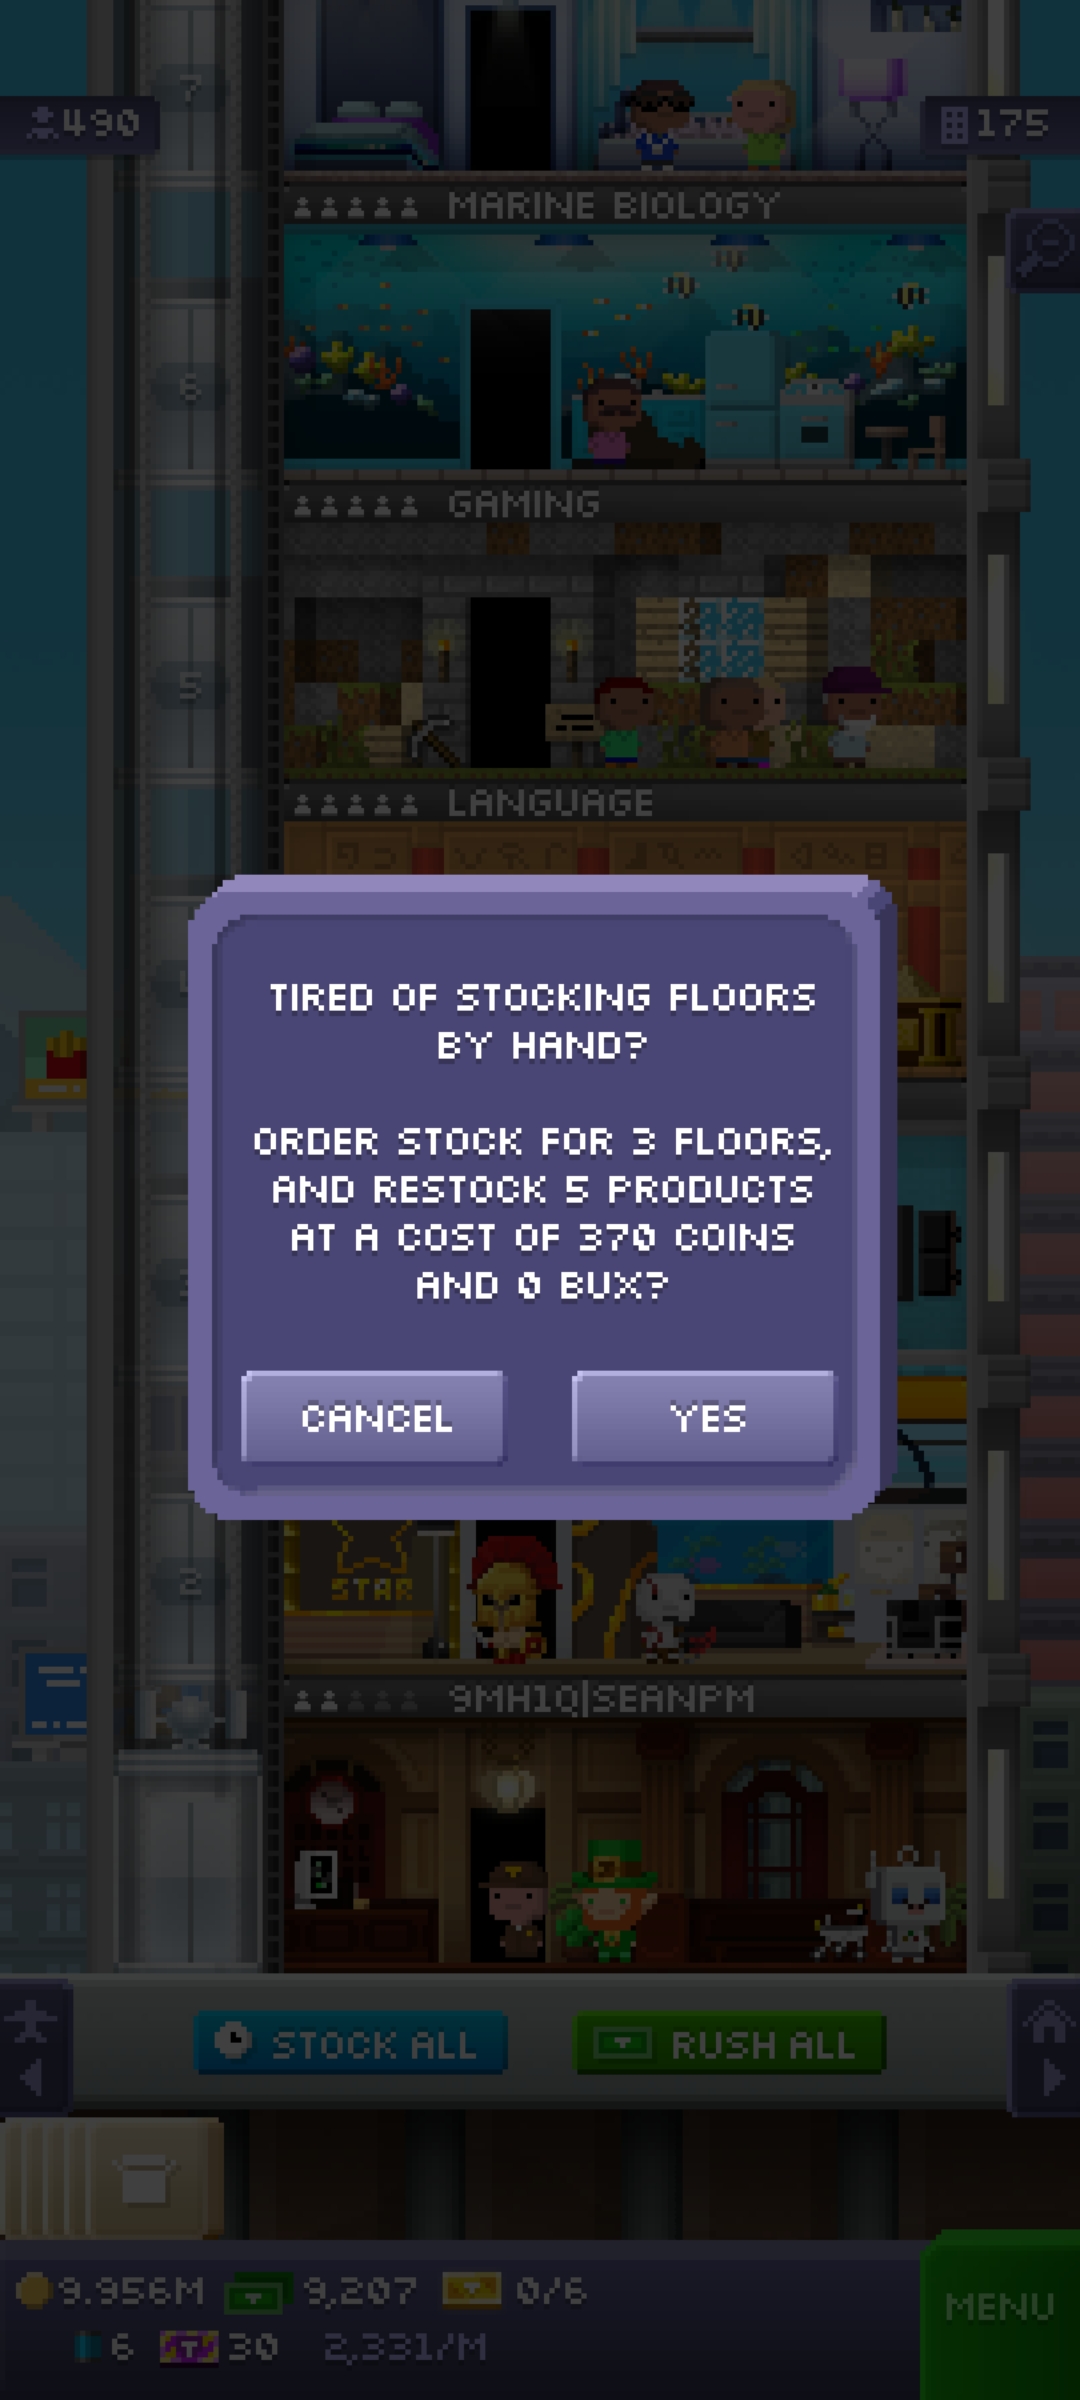 7
490
175
MARINE BIOLOGY
6
GAMING
5
LANGUAGE
TIRED OF STOCKING FLOORS
BY HAND?
ORDER STOCK FOR 3 FLOORS,
AND RESTOCK 5 PRODUCTS
AT A COST OF 370 COINS
AND 0 BUX?
CANCEL
YES
STAR
2
9MH1Q|SEANPM
STOCK ALL
RUSH ALL
9.956M
9,207
0/6
6
30
2,331/M
MENU